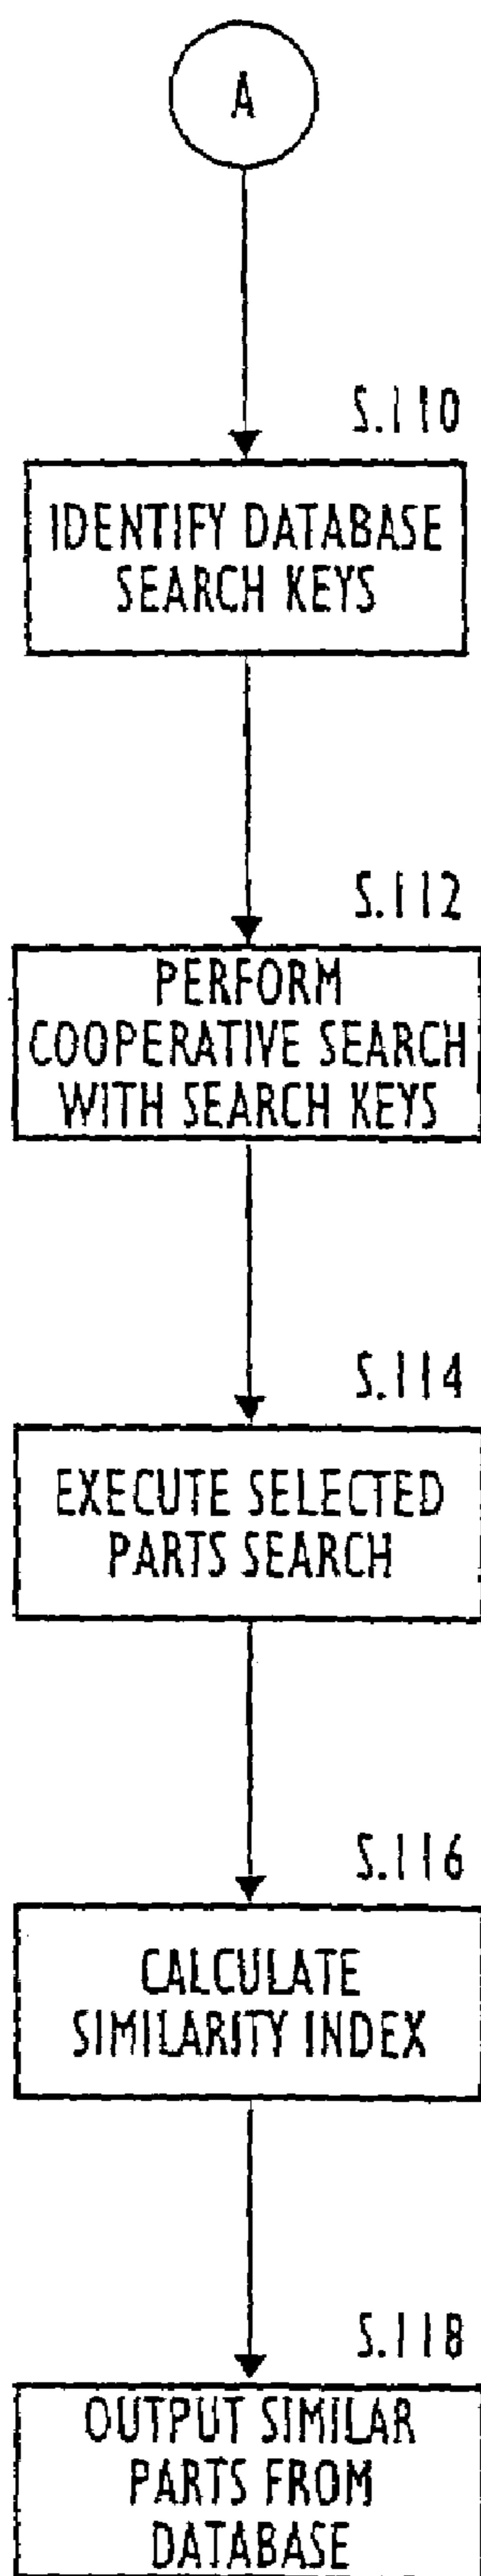 A
S.110
IDENTIFY DATABASE
SEARCH KEYS
S.112
PERFORM
COOPERATIVE SEARCH
WITH SEARCH KEYS
S.114
EXECUTE SELECTED
PARTS SEARCH
S.116
CALCULATE
SIMILARITY INDEX
S.118
OUTPUT SIMILAR
PARTS FROM
DATABASE